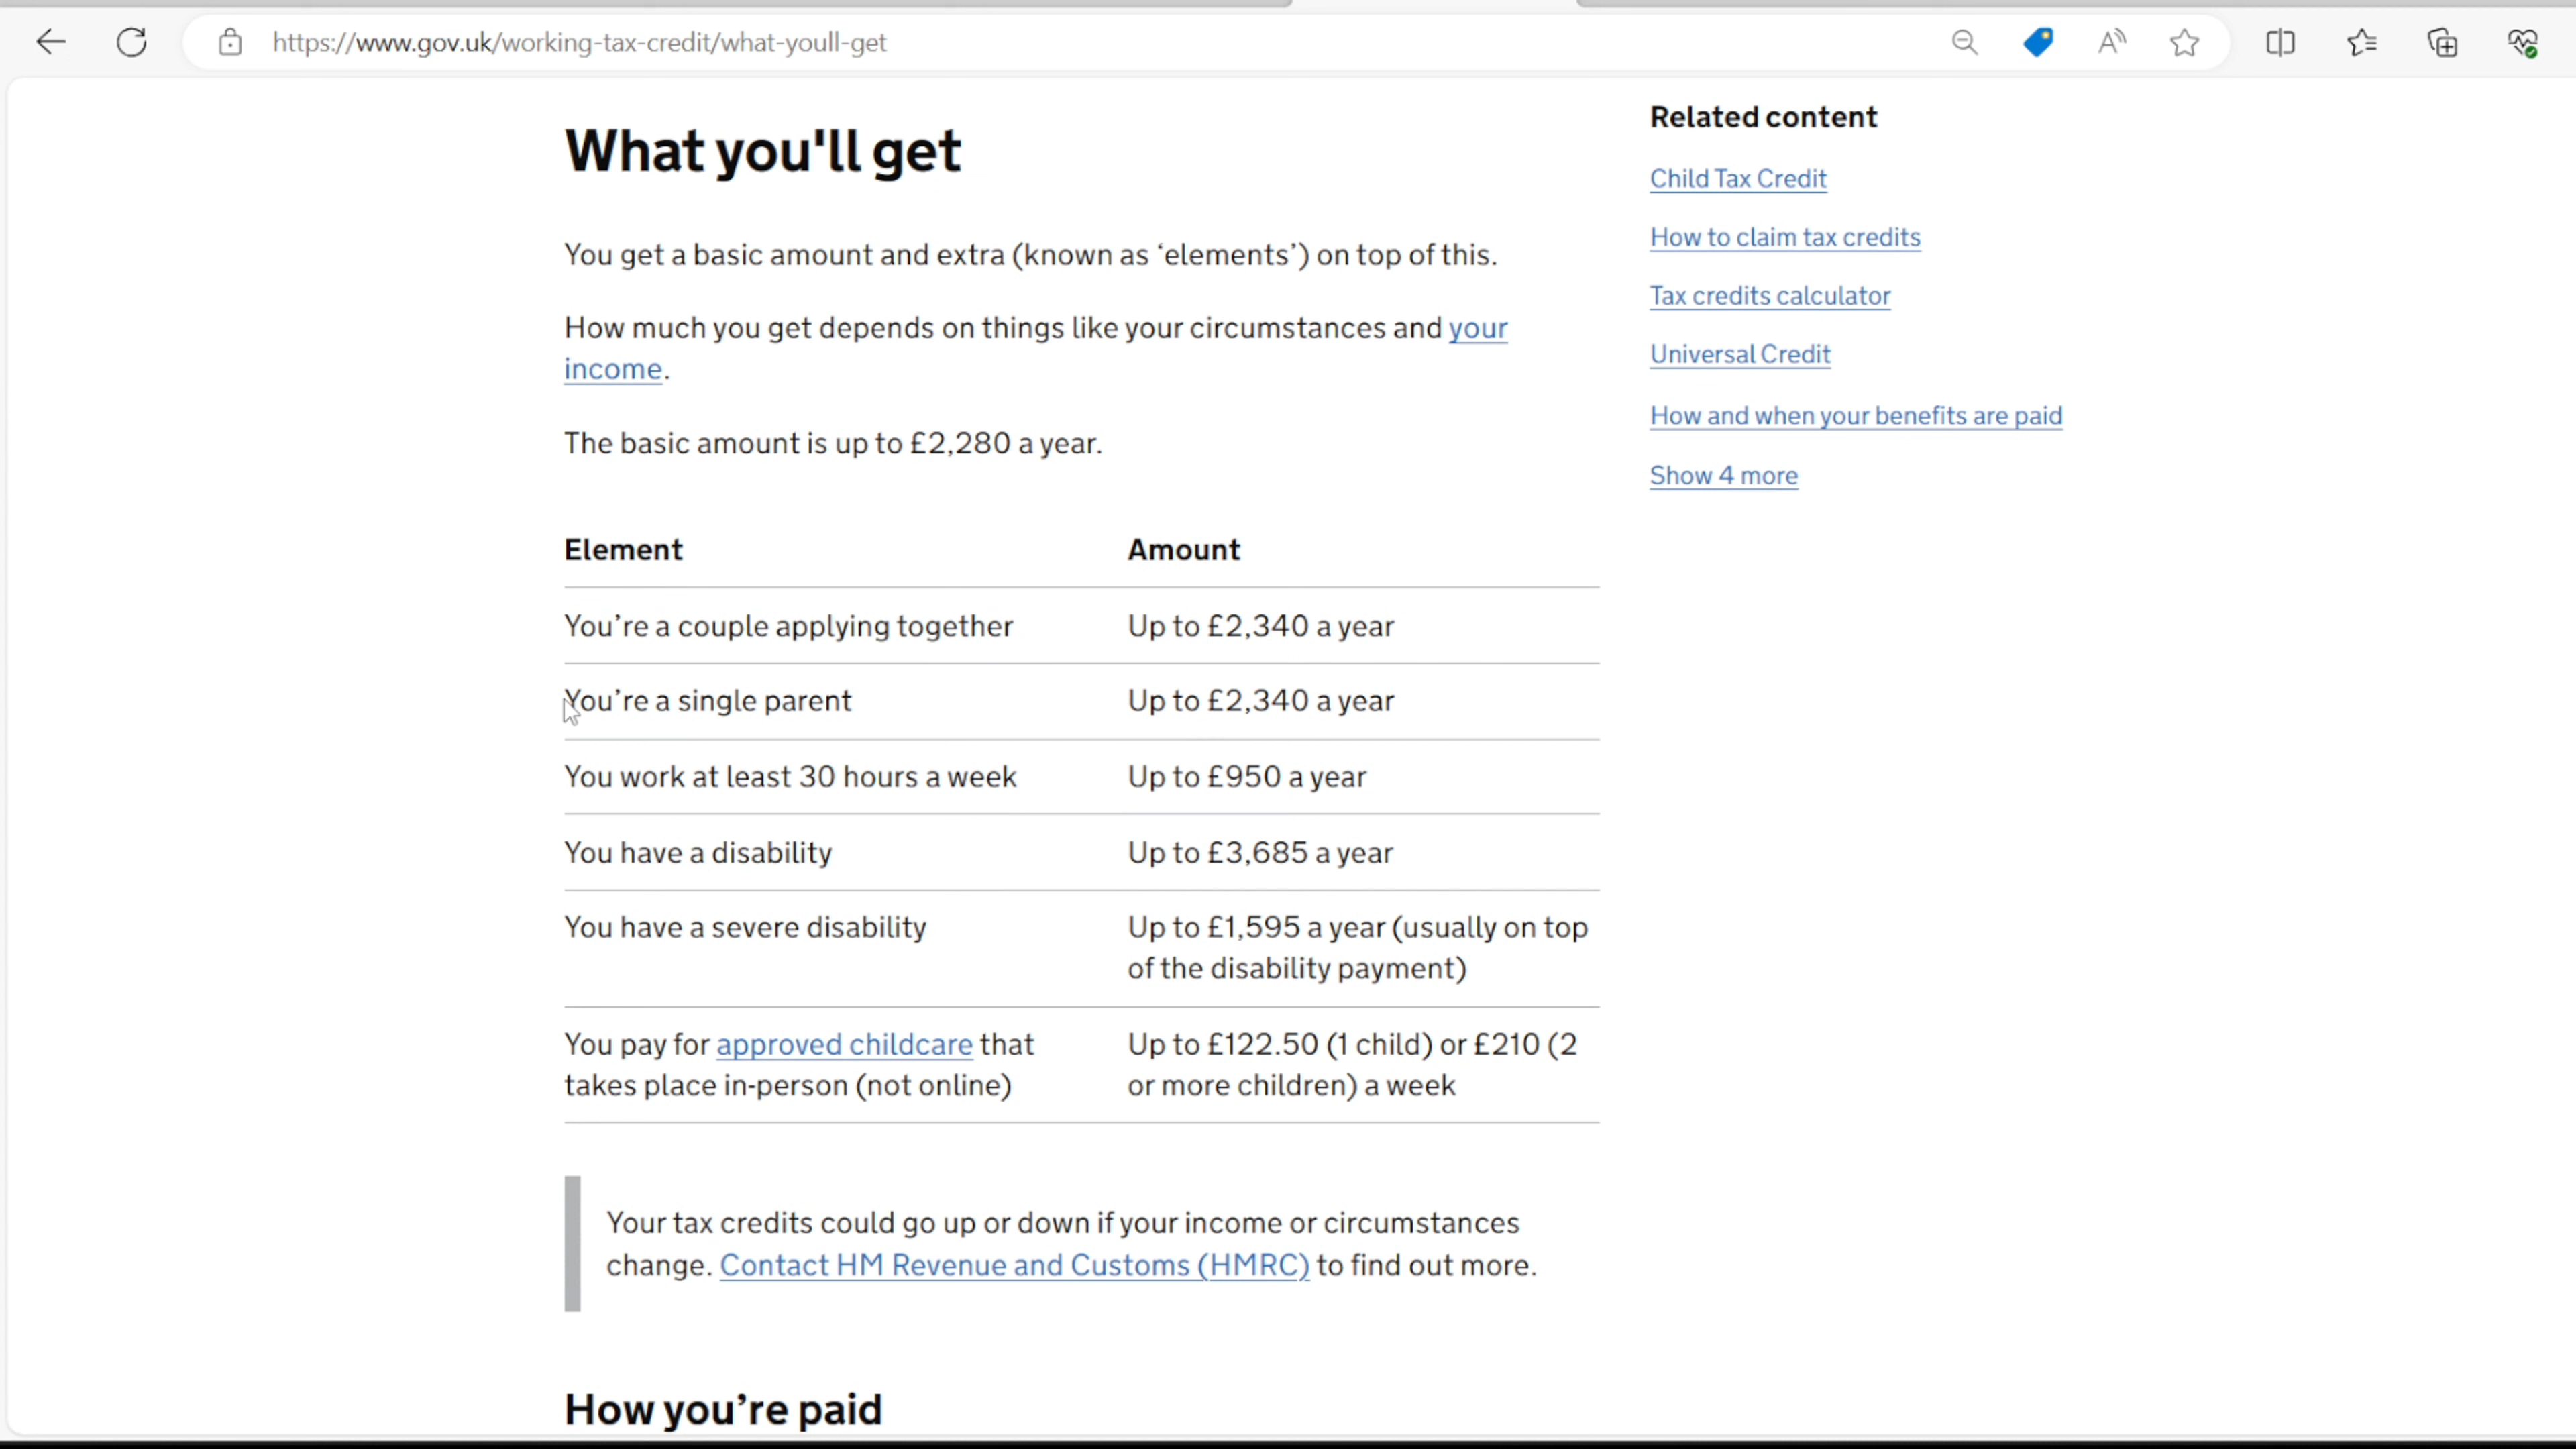 https://www.gov.uk/working-tax-credit/what-youll-get
What you'll get
You get a basic amount and extra (known as ‘elements’) on top of this.
How much you get depends on things like your circumstances and your
income.
The basic amount is up to £2,280 a year.
Element Amount
You’re a couple applying together Up to £2,340 a year
You’re a single parent Up to £2,340 a year
You work at least 30 hours a week Up to £950 a year
You have a disability Up to £3,685 a year
You have a severe disability Up to £1,595 a year (usually on top
of the disability payment)
You pay for approved childcare that Up to £122.50 (1 child) or £210 (2
takes place in-person (not online) or more children) a week
Your tax credits could go up or down if your income or circumstances
change. Contact HM Revenue and Customs (HMRC) to find out more.
How you’re paid
Related content
Child Tax Credit
How to claim tax credits
Tax credits calculator
Universal Credit
How and when your benefits are paid
Show 4 more